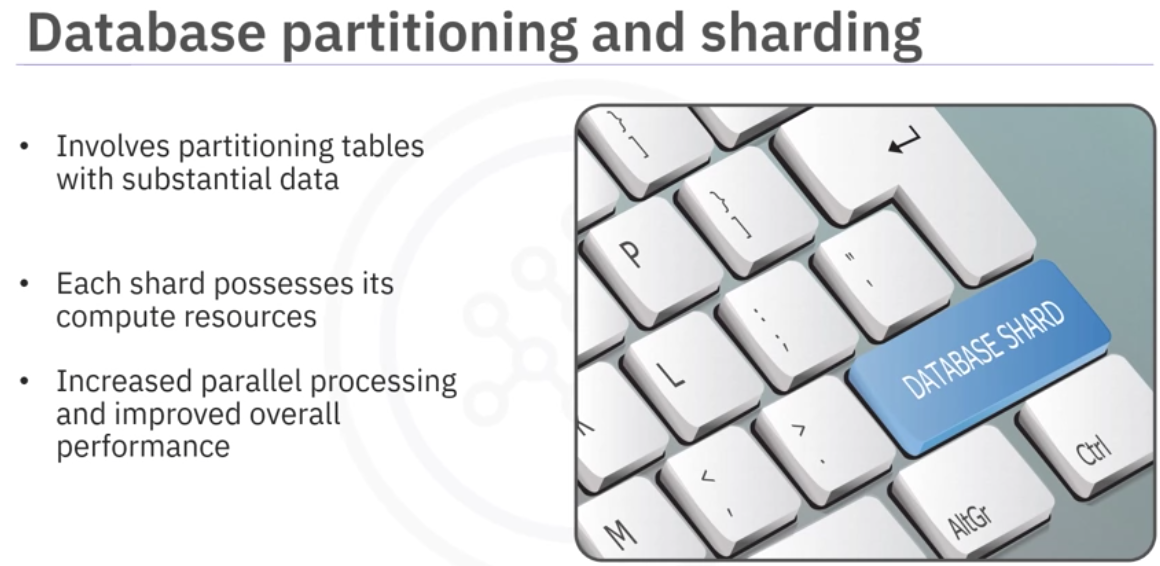 Database partitioning and sharding
• Involves partitioning tables
with substantial data
• Each shard possesses its
compute resources
• Increased parallel processing
and improved overall
performance
}
]
}
]
P
"
'
:
;
L
DATABASE SHARD
>
.
K
<
,
Ctrl
AltGr
M